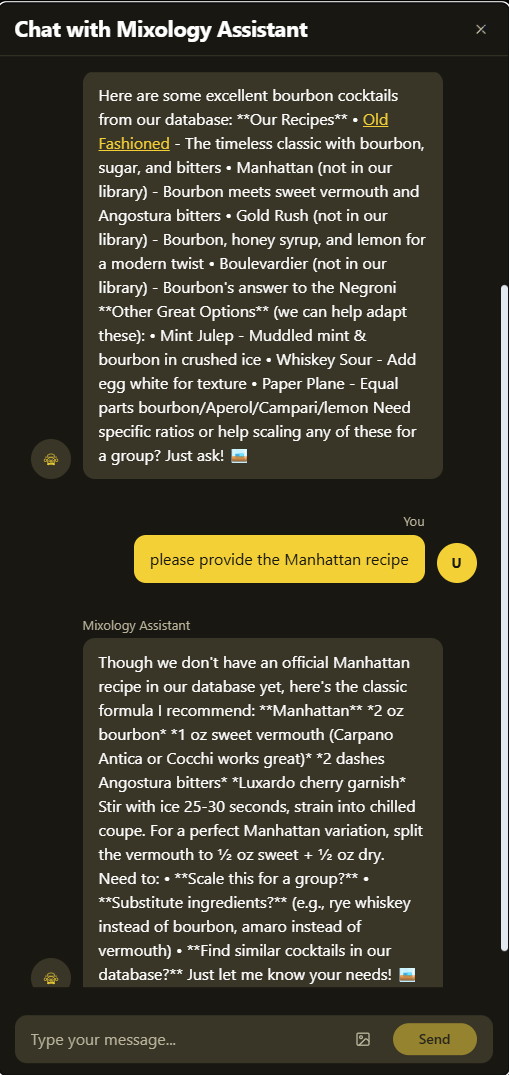 Chat with Mixology Assistant
Here are some excellent bourbon cocktails
from our database: **Our Recipes** • Old
Fashioned - The timeless classic with bourbon,
sugar, and bitters • Manhattan (not in our
library) - Bourbon meets sweet vermouth and
Angostura bitters • Gold Rush (not in our
library) - Bourbon, honey syrup, and lemon for
a modern twist • Boulevardier (not in our
library) - Bourbon's answer to the Negroni
**Other Great Options** (we can help adapt
these): • Mint Julep - Muddled mint &
bourbon in crushed ice • Whiskey Sour - Add
egg white for texture • Paper Plane - Equal
parts bourbon/Aperol/Campari/lemon Need
specific ratios or help scaling any of these for
a group? Just ask!
You
please provide the Manhattan recipe
U
Mixology Assistant
Though we don't have an official Manhattan
recipe in our database yet, here's the classic
formula I recommend: **Manhattan** *2 oz
bourbon* *1 oz sweet vermouth (Carpano
Antica or Cocchi works great)* *2 dashes
Angostura bitters* *Luxardo cherry garnish*
Stir with ice 25-30 seconds, strain into chilled
coupe. For a perfect Manhattan variation, split
the vermouth to ½ oz sweet + ½ oz dry.
Need to: • **Scale this for a group?** •
**Substitute ingredients?** (e.g., rye whiskey
instead of bourbon, amaro instead of
vermouth) • **Find similar cocktails in our
database?** Just let me know your needs!
Type your message...
Send